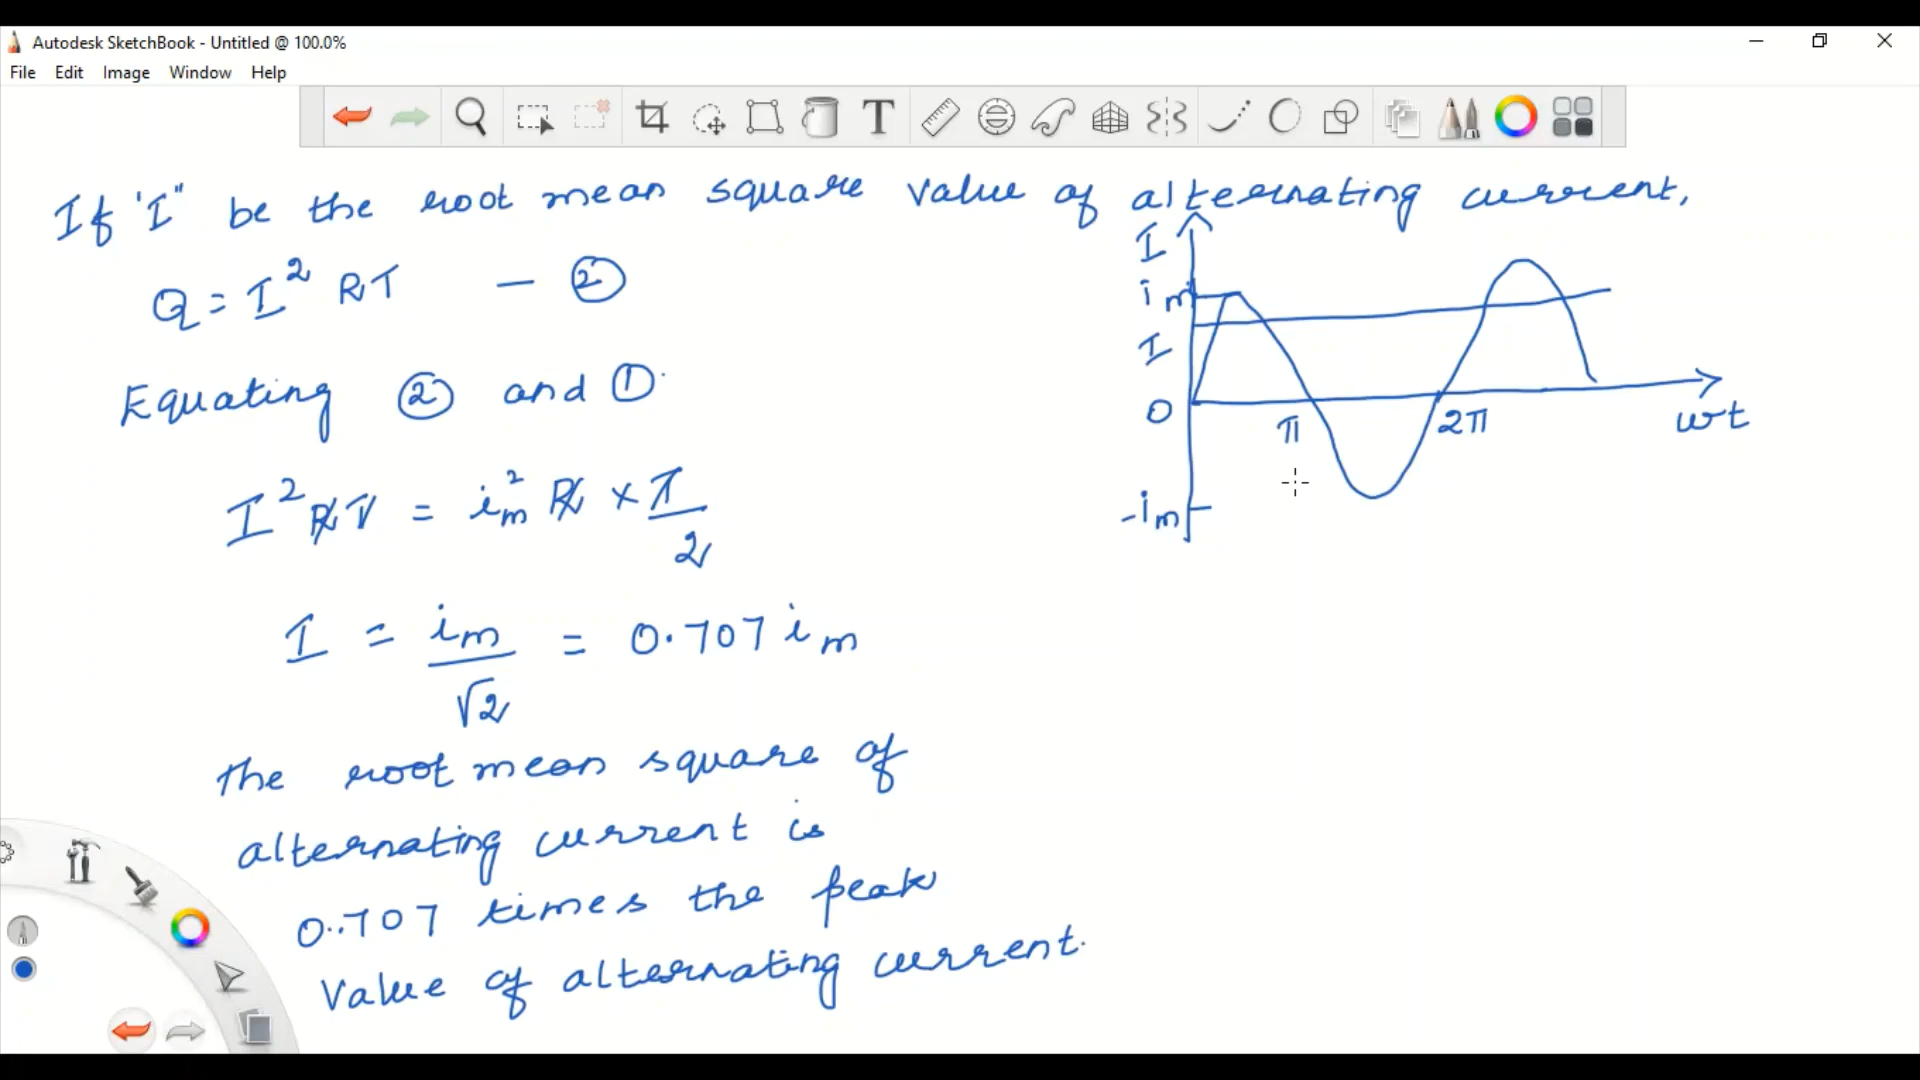 Autodesk SketchBook - Untitled @ 100.0%
File Edit Image Window Help
If 'I" be the root mean square value of alternating current,
Q = I² RT — ②
Equating ② and ①.
I² RT = i²m R × T/2
I = im/√2 = 0.707 im
the root mean square of
alternating current is
0..707 times the peak
Value of alternating current.
I
im
I
0
-im
π
2π
wt